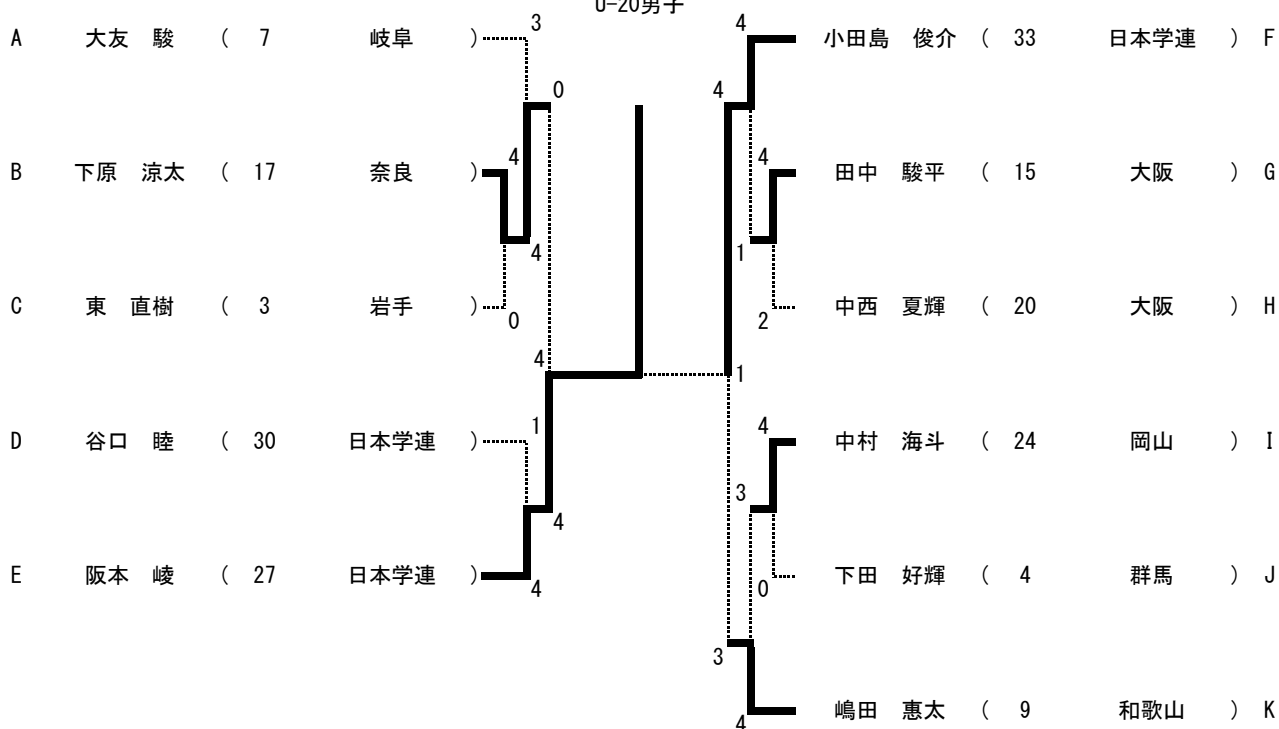 U-20男子
3 4
A 大友 駿 ( 7 岐阜 ) 小田島 俊介 ( 33 日本学連 ) F
0 4
4 4
B 下原 涼太 ( 17 奈良 ) 田中 駿平 ( 15 大阪 ) G
4 1
C 東 直樹 ( 3 岩手 ) 中西 夏輝 ( 20 大阪 ) H
0 2
4 1
1 4
D 谷口 睦 ( 30 日本学連 ) 中村 海斗 ( 24 岡山 ) I
3
4
E 阪本 崚 ( 27 日本学連 ) 下田 好輝 ( 4 群馬 ) J
4 0
3
嶋田 惠太 ( 9 和歌山 ) K
4